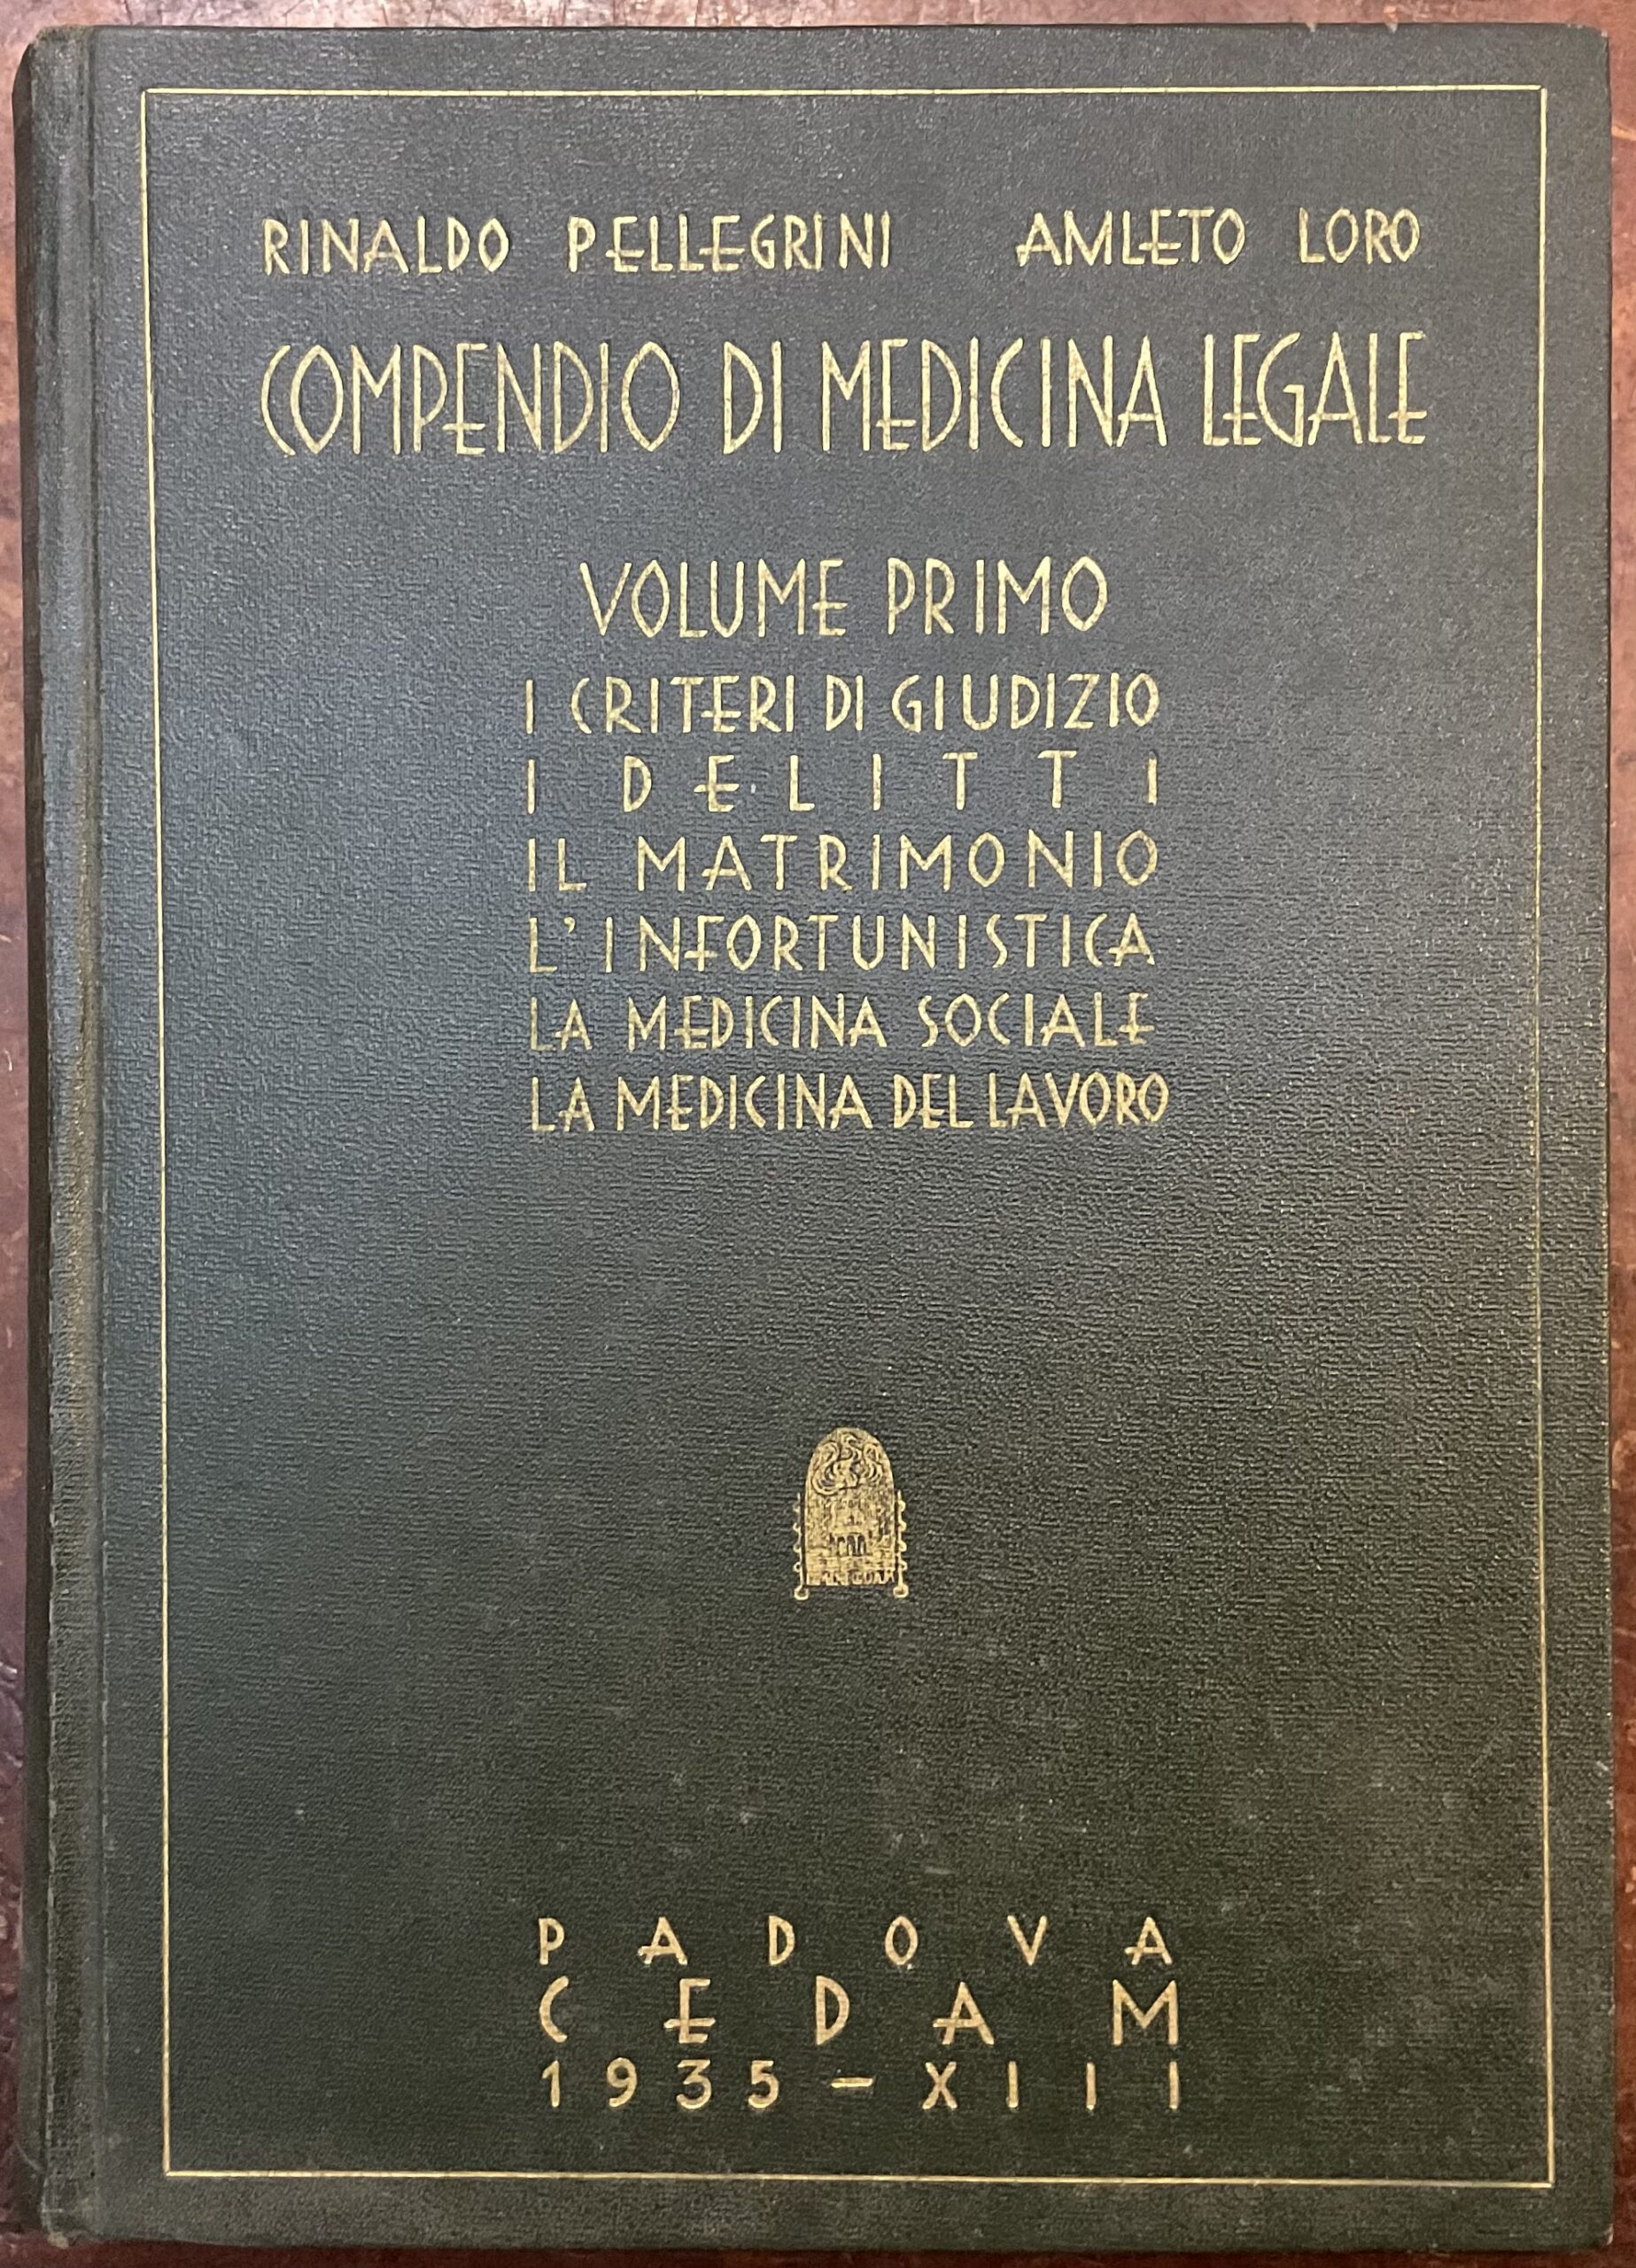 RINALDO PELLEGRINI AMLETO LORO
COMPENDIO DI MEDICINA LEGALE
VOLUME PRIMO
I CRITERI DI GIUDIZIO
I DELITTI
IL MATRIMONIO
L'INFORTUNISTICA
LA MEDICINA SOCIALE
LA MEDICINA DEL LAVORO
PADOVA
CEDAM
1935 - XIII